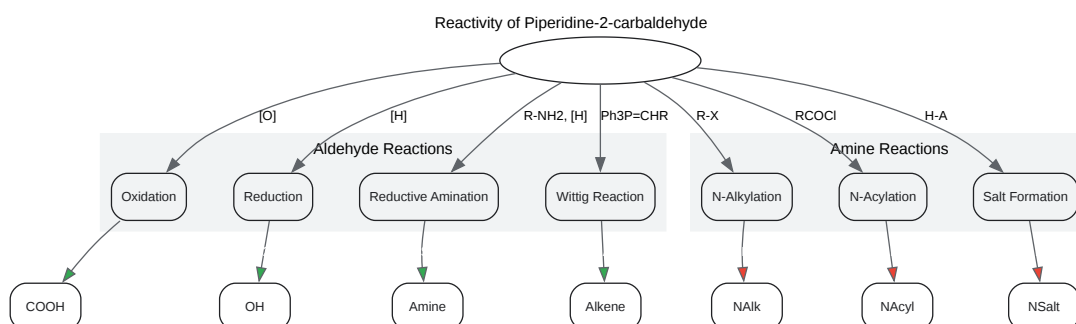 Reactivity of Piperidine-2-carbaldehyde
[O]
[H]
R-NH2, [H]
Ph3P=CHR
R-X
RCOCl
H-A
Aldehyde Reactions
Amine Reactions
Oxidation
Reduction
Reductive Amination
Wittig Reaction
N-Alkylation
N-Acylation
Salt Formation
COOH
OH
Amine
Alkene
NAlk
NAcyl
NSalt